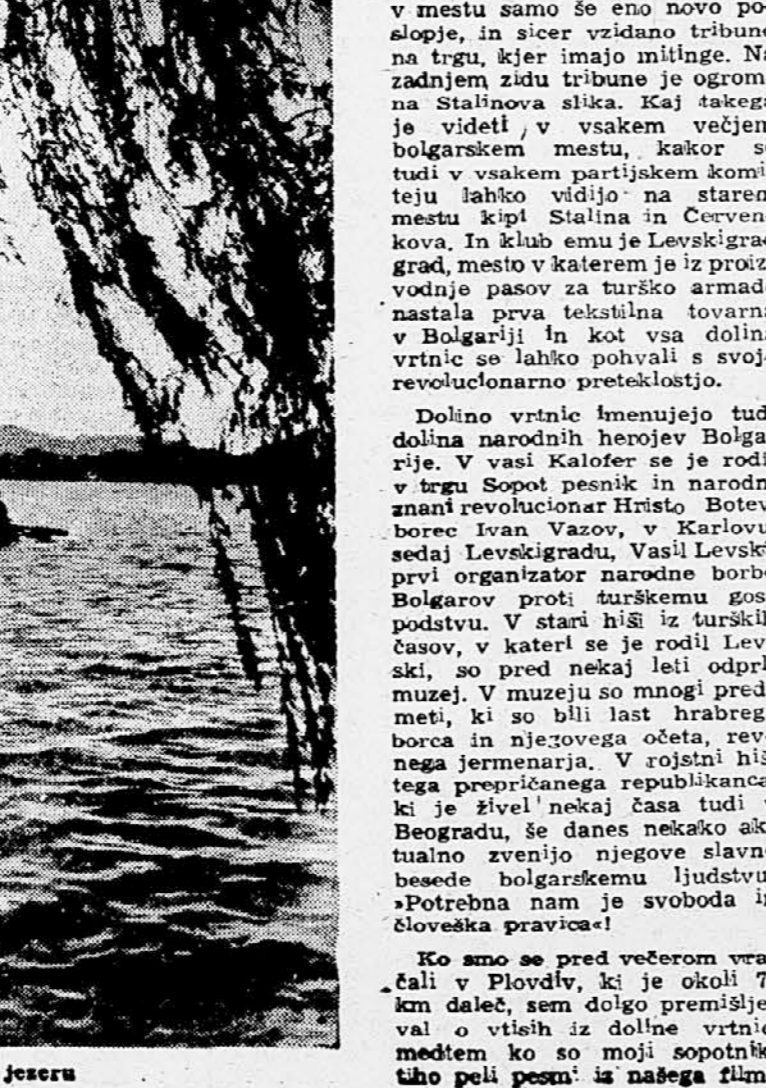 v mestu samo še eno novo po-
slopje, in sicer vzidano tribuno
na trgu, kjer imajo mitinge. Na
zadnjem zidu tribune je ogrom-
na Stalinova slika. Kaj takega
je videti v vsakem večjem
bolgarskem mestu, kakor se
tudi v vsakem partijskem komi-
teju lahko vidijo na starem
mestu kipi Stalina in Červen-
kova. In klub emu je Levskigrad
grad, mesto v katerem je iz proiz-
vodnje pasov za turško armado
nastala prva tekstilna tovarna
v Bolgariji in kot vsa dolina
vrtnic se lahko pohvali s svojo
revolucionarno preteklostjo.
Dolino vrtnic imenujejo tudi
dolina narodnih herojev Bolga-
rije. V vasi Kalofer se je rodil
v trgu Sopot pesnik in narodni
znani revolucionar Hristo Botev
borec Ivan Vazov, v Karlovu,
sedaj Levskigradu, Vasil Levski
prvi organizator narodne borbe
Bolgarov proti turškemu gos-
podstvu. V stari hiši iz turških
časov, v kateri se je rodil Lev-
ski, so pred nekaj leti odprli
muzej. V muzeju so mnogi pred-
meti, ki so bili last hrabrega
borca in njegovega očeta, rev-
nega jermenarja. V rojstni hiši
tega prepričanega republikanca,
ki je živel nekaj časa tudi v
Beogradu, še danes nekako ak-
tualno zvenijo njegove slavne
besede bolgarskemu ljudstvu:
»Potrebna nam je svoboda in
človeška pravica«!
Ko smo se pred večerom vra-
čali v Plovdiv, ki je okoli 7
km daleč, sem dolgo premišlje-
val o vtisih iz doline vrtnic
medtem ko so moji sopotniki
tiho peli pesmi iz našega film
jezeru